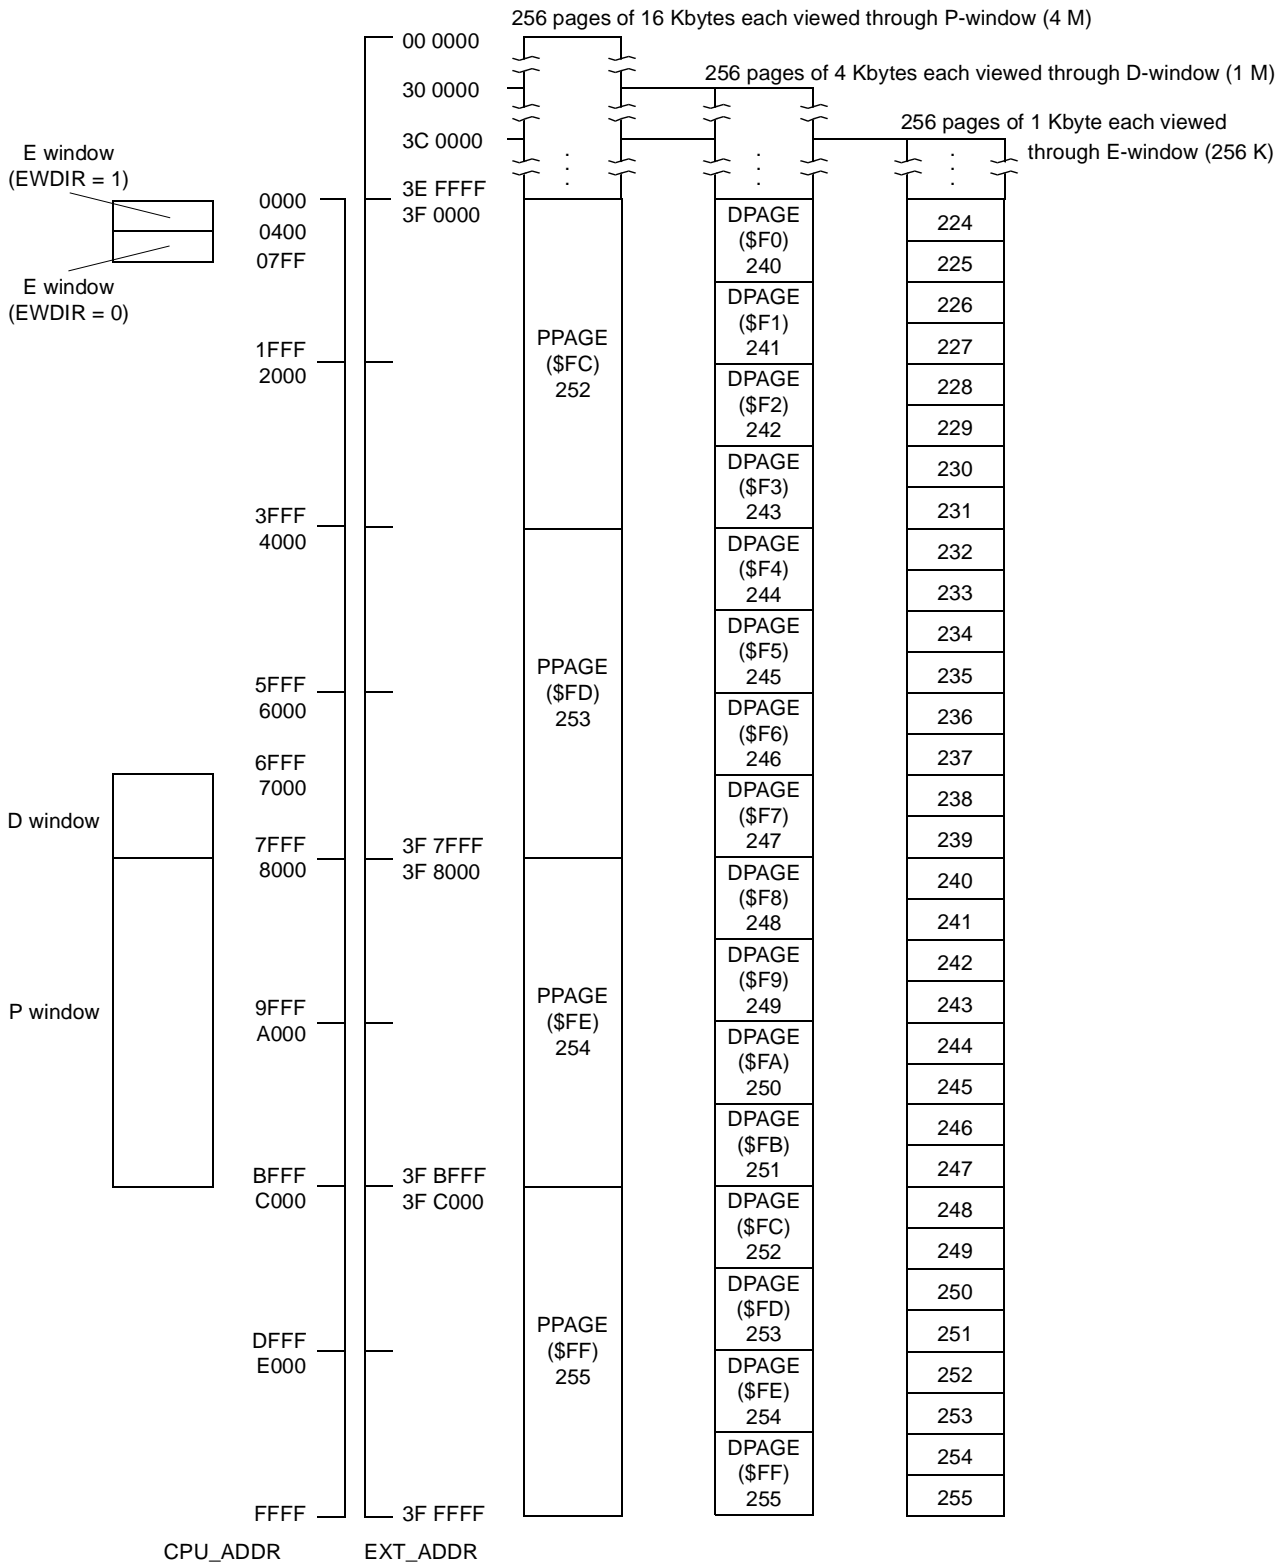 256 pages of 16 Kbytes each viewed through P-window (4 M)
00 0000
256 pages of 4 Kbytes each viewed through D-window (1 M)
30 0000
256 pages of 1 Kbyte each viewed
through E-window (256 K)
3C 0000
E window
(EWDIR = 1)
E window
(EWDIR = 0)
D window
P window
0000
0400
07FF
1FFF
2000
3FFF
4000
5FFF
6000
6FFF
7000
7FFF
8000
9FFF
A000
BFFF
C000
DFFF
E000
FFFF
CPU_ADDR
3E FFFF
3F 0000
3F 7FFF
3F 8000
3F BFFF
3F C000
3F FFFF
EXT_ADDR
. 
.
.
PPAGE
($FC)
252
PPAGE
($FD)
253
PPAGE
($FE)
254
PPAGE
($FF)
255
.
.
.
DPAGE
($F0)
240
DPAGE
($F1)
241
DPAGE
($F2)
242
DPAGE
($F3)
243
DPAGE
($F4)
244
DPAGE
($F5)
245
DPAGE
($F6)
246
DPAGE
($F7)
247
DPAGE
($F8)
248
DPAGE
($F9)
249
DPAGE
($FA)
250
DPAGE
($FB)
251
DPAGE
($FC)
252
DPAGE
($FD)
253
DPAGE
($FE)
254
DPAGE
($FF)
255
.
.
.
224
225
226
227
228
229
230
231
232
233
234
235
236
237
238
239
240
241
242
243
244
245
246
247
248
249
250
251
252
253
254
255